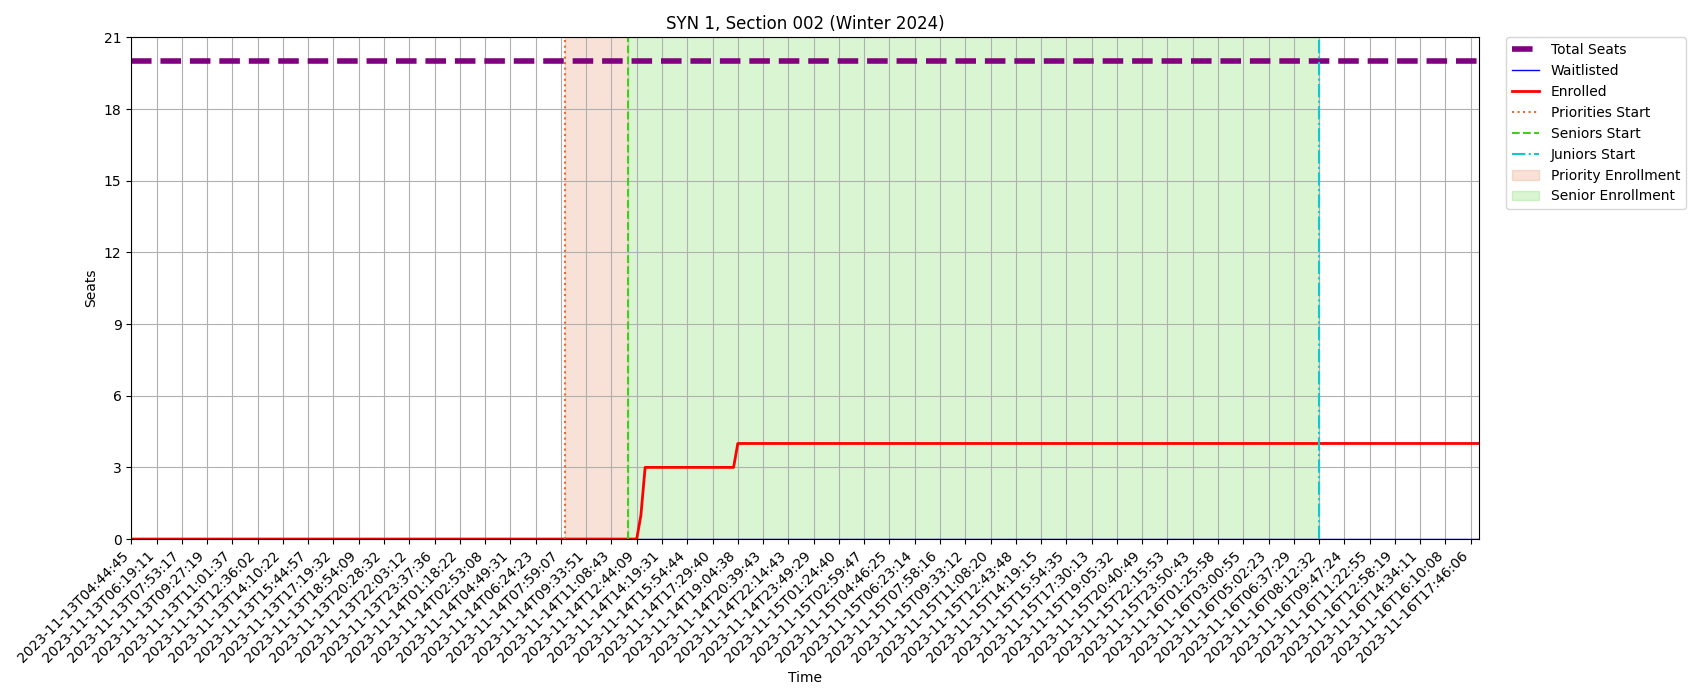 SYN 1, Section 002 (Winter 2024)
21
18
15
12
9
6
3
0
Seats
2023-11-13T04:44:45
2023-11-13T06:19:11
2023-11-13T07:53:17
2023-11-13T09:27:19
2023-11-13T11:01:37
2023-11-13T12:36:02
2023-11-13T14:10:22
2023-11-13T15:44:57
2023-11-13T17:19:32
2023-11-13T18:54:09
2023-11-13T20:28:32
2023-11-13T22:03:12
2023-11-13T23:37:36
2023-11-14T01:18:22
2023-11-14T02:53:08
2023-11-14T04:49:31
2023-11-14T06:24:23
2023-11-14T07:59:07
2023-11-14T09:33:51
2023-11-14T11:08:43
2023-11-14T12:44:09
2023-11-14T14:19:31
2023-11-14T15:54:44
2023-11-14T17:29:40
2023-11-14T19:04:38
2023-11-14T20:39:43
2023-11-14T22:14:43
2023-11-14T23:49:29
2023-11-15T01:24:40
2023-11-15T02:59:47
2023-11-15T04:46:25
2023-11-15T06:23:14
2023-11-15T07:58:16
2023-11-15T09:33:12
2023-11-15T11:08:20
2023-11-15T12:43:48
2023-11-15T14:19:15
2023-11-15T15:54:35
2023-11-15T17:30:13
2023-11-15T19:05:32
2023-11-15T20:40:49
2023-11-15T22:15:53
2023-11-15T23:50:43
2023-11-16T01:25:58
2023-11-16T03:00:55
2023-11-16T05:02:23
2023-11-16T06:37:29
2023-11-16T08:12:32
2023-11-16T09:47:24
2023-11-16T11:22:55
2023-11-16T12:58:19
2023-11-16T14:34:11
2023-11-16T16:10:08
2023-11-16T17:46:06
Time
Total Seats
Waitlisted
Enrolled
Priorities Start
Seniors Start
Juniors Start
Priority Enrollment
Senior Enrollment